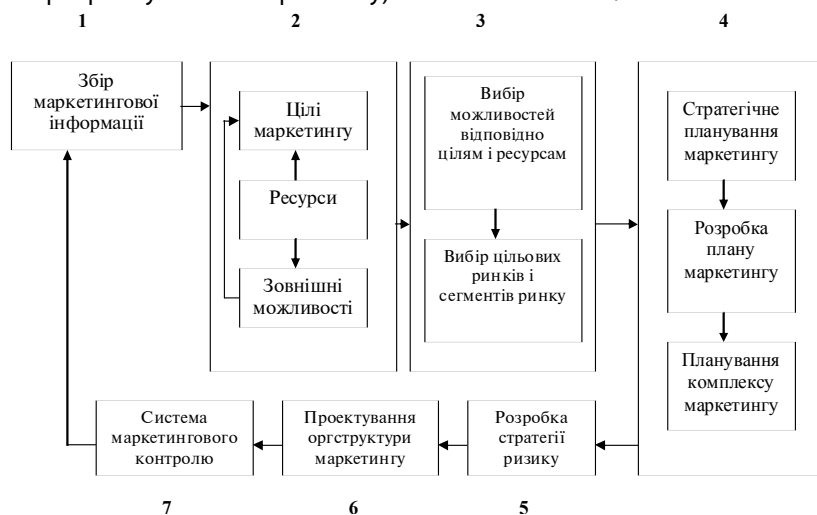 1 2 3 4
Збір
маркетингової
інформації
Цілі
маркетингу
Ресурси
Зовнішні
можливості
Вибір
можливостей
відповідно
цілям і ресурсам
Вибір цільових
ринків і
сегментів ринку
Стратегічне
планування
маркетингу
Розробка
плану
маркетингу
Планування
комплексу
маркетингу
Система
маркетингового
контролю
Проектування
оргструктури
маркетингу
Розробка
стратегії
ризику
7 6 5